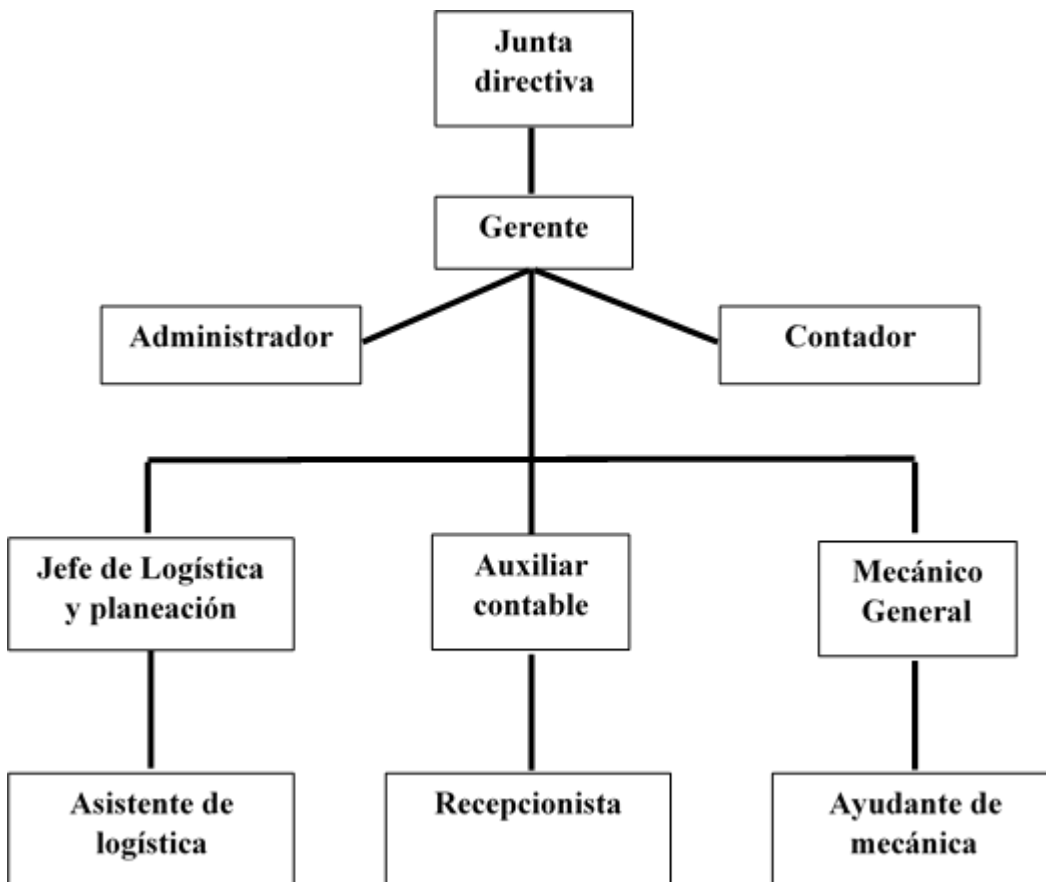 Junta
directiva
Gerente
Administrador
Contador
Jefe de Logística
y planeación
Auxiliar
contable
Mecánico
General
Asistente de
logística
Recepcionista
Ayudante de
mecánica